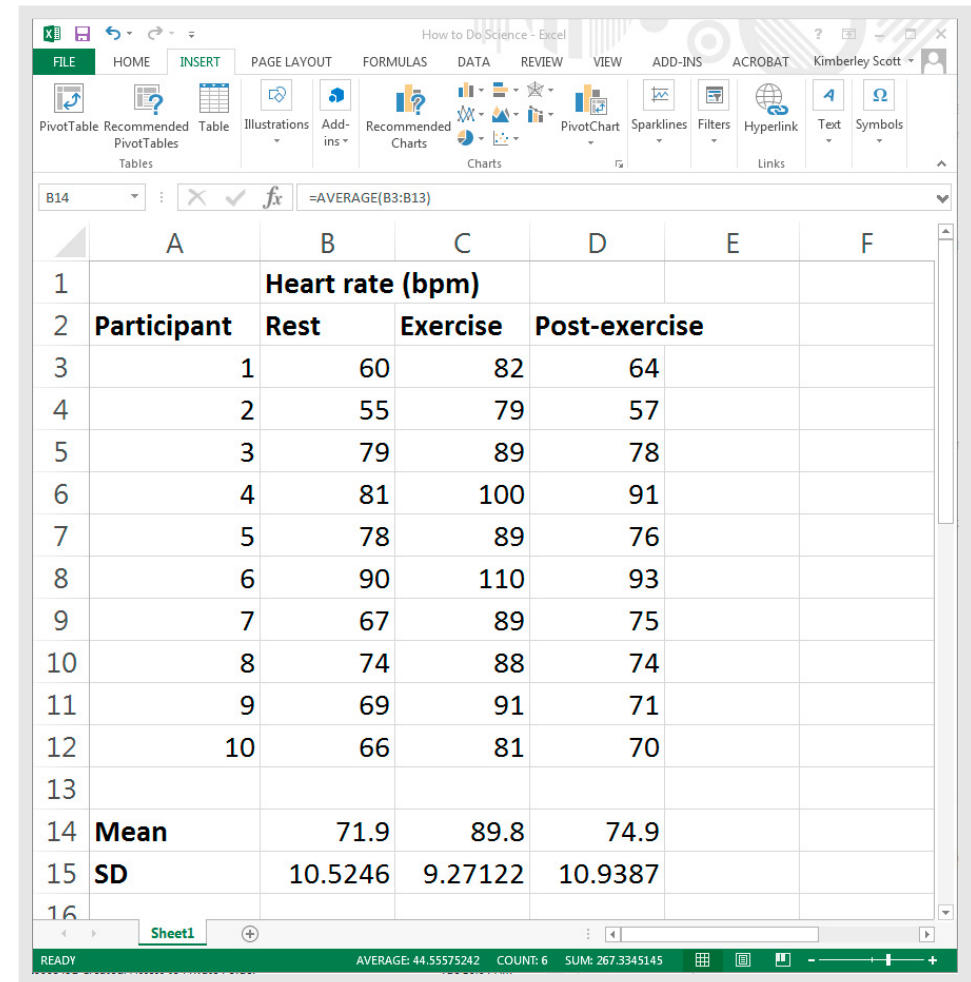 How to Do Science - Excel ?
FILE HOME INSERT PAGE LAYOUT FORMULAS DATA REVIEW VIEW ADD-INS ACROBAT Kimberley Scott
PivotTable Recommended PivotTables Table Illustrations Add-ins Recommended Charts PivotChart Sparklines Filters Hyperlink Text Symbols
Tables Charts Links
B14 fx =AVERAGE(B3:B13)
A B C D E F
1 Heart rate (bpm)
2 Participant Rest Exercise Post-exercise
3 1 60 82 64
4 2 55 79 57
5 3 79 89 78
6 4 81 100 91
7 5 78 89 76
8 6 90 110 93
9 7 67 89 75
10 8 74 88 74
11 9 69 91 71
12 10 66 81 70
13
14 Mean 71.9 89.8 74.9
15 SD 10.5246 9.27122 10.9387
16
Sheet1
READY AVERAGE: 44.55575242 COUNT: 6 SUM: 267.3345145